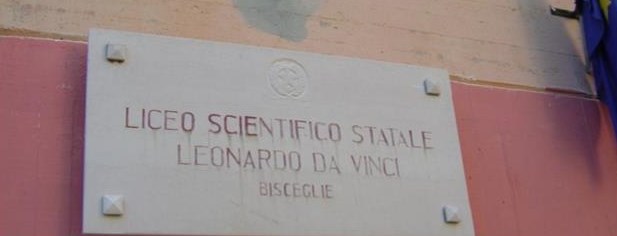 LICEO SCIENTIFICO STATALE
LEONARDO DA VINCI
BISCEGLIE